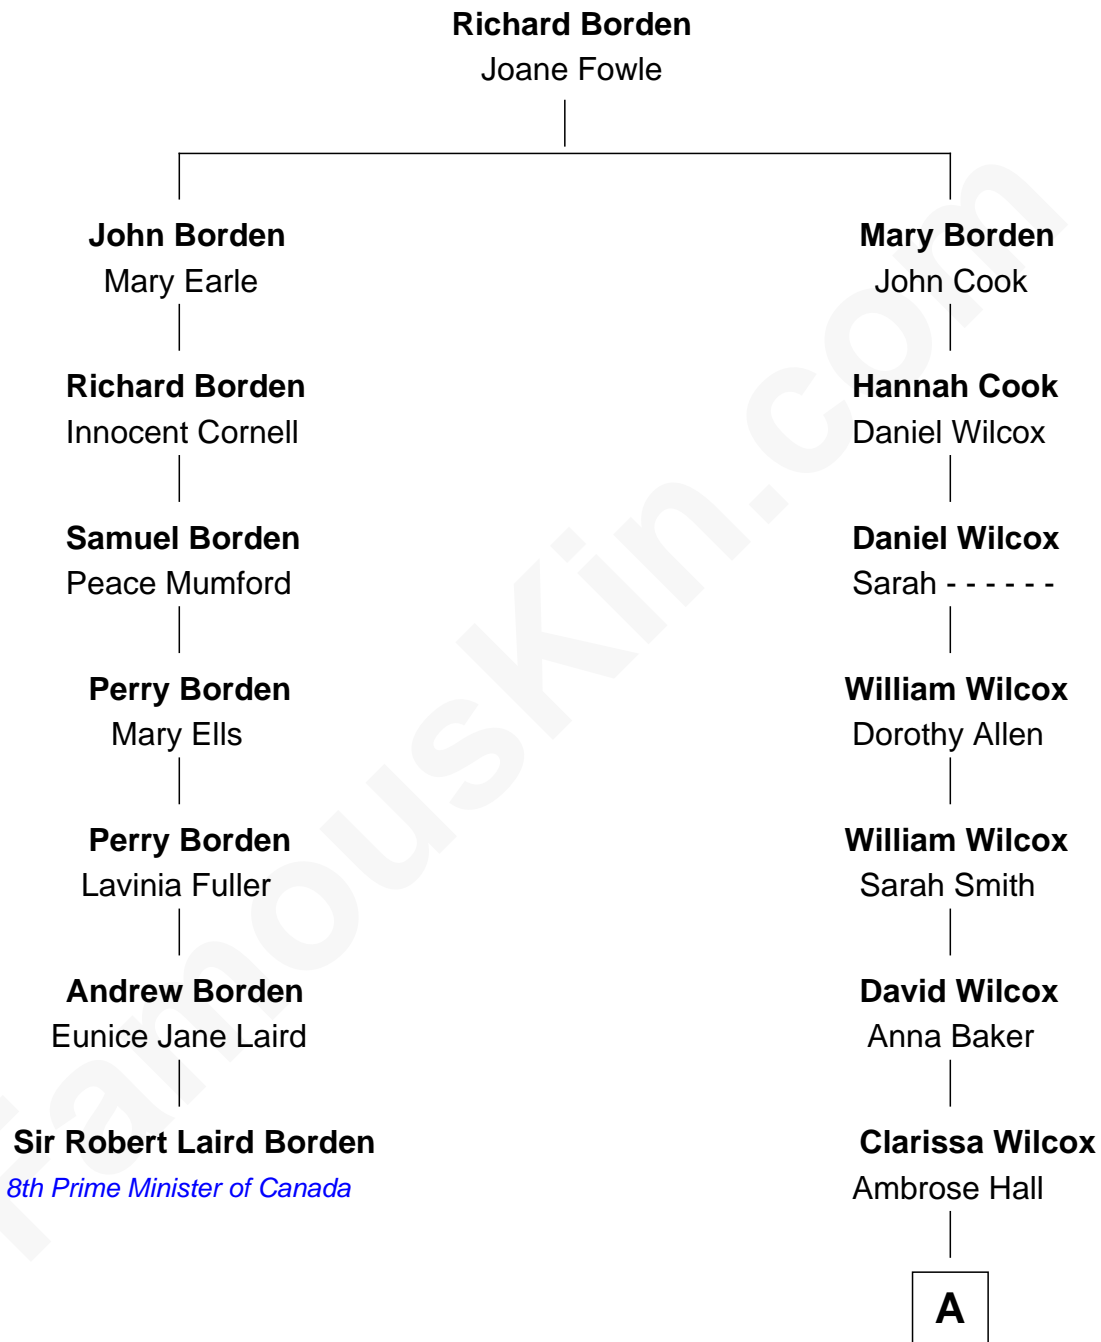 Richard Borden
Joane Fowle
John Borden
Mary Earle
Richard Borden
Innocent Cornell
Samuel Borden
Peace Mumford
Perry Borden
Mary Ells
Perry Borden
Lavinia Fuller
Andrew Borden
Eunice Jane Laird
Sir Robert Laird Borden
8th Prime Minister of Canada
Mary Borden
John Cook
Hannah Cook
Daniel Wilcox
Daniel Wilcox
Sarah - - - - - -
William Wilcox
Dorothy Allen
William Wilcox
Sarah Smith
David Wilcox
Anna Baker
Clarissa Wilcox
Ambrose Hall
A
FamousKin.com